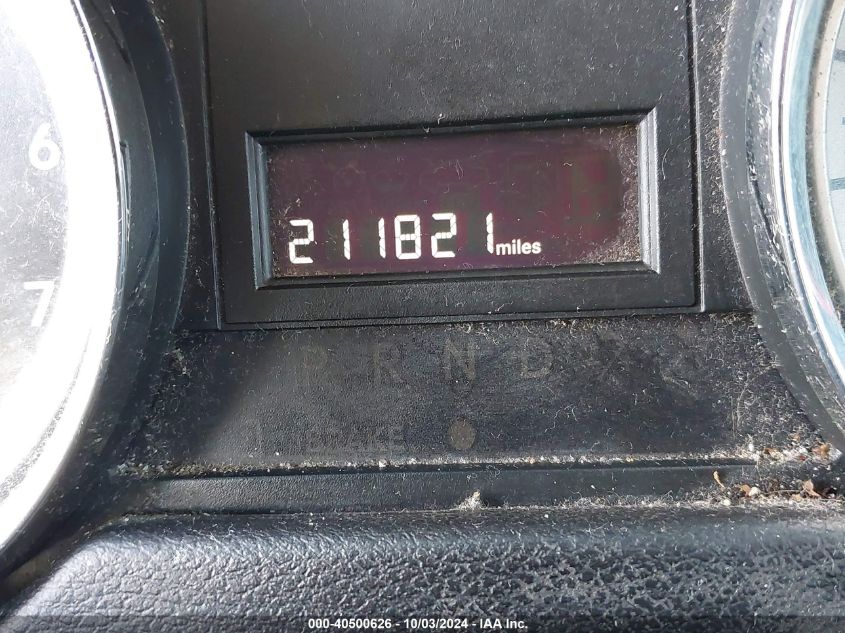 6
7
211821 miles
P R N D
BRAKE
000-40500626 - 10/03/2024 - IAA Inc.